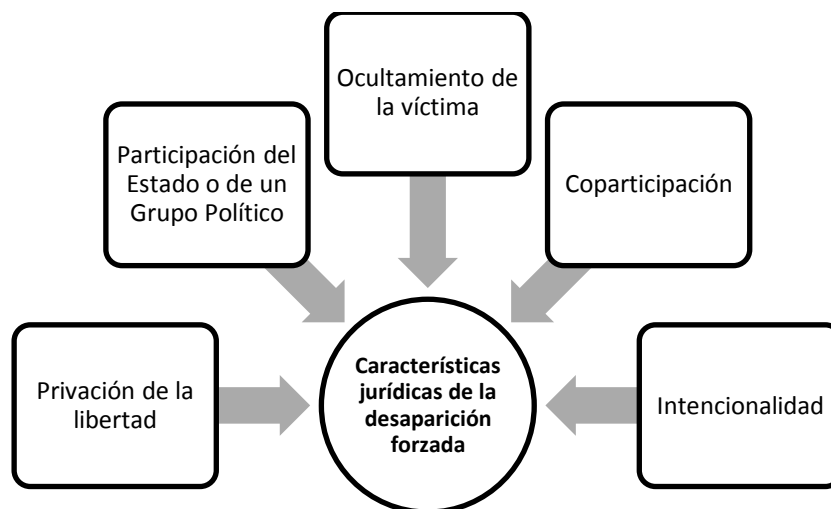 Ocultamiento de
la víctima
Participación del
Estado o de un
Grupo Político
Coparticipación
Privación de la
libertad
Características
jurídicas de la
desaparición
forzada
Intencionalidad